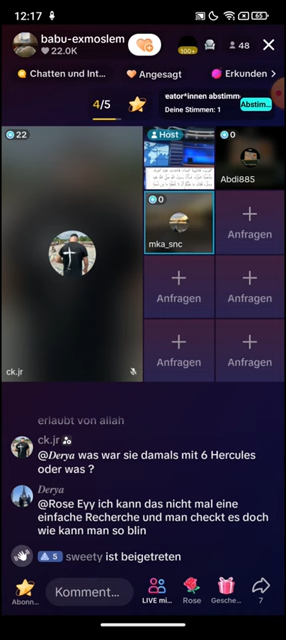 12:17
65
babu-exmoslem
22.0K
100+
48
Chatten und Int...
Angesagt
Erkunden >
4/5
eator*innen abstimm
Deine Stimmen: 1
Abstim...
22
Host
0
Abdi885
0
mka_snc
Anfragen
Anfragen
Anfragen
Anfragen
Anfragen
ck.jr
erlaubt von allah
ck.jr
@Derya was war sie damals mit 6 Hercules
oder was ?
Derya
@Rose Eyy ich kann das nicht mal eine
einfache Recherche und man checkt es doch
wie kann man so blin
5 sweety ist beigetreten
Abonn...
Komment...
LIVE mi...
Rose
Gesche...
7